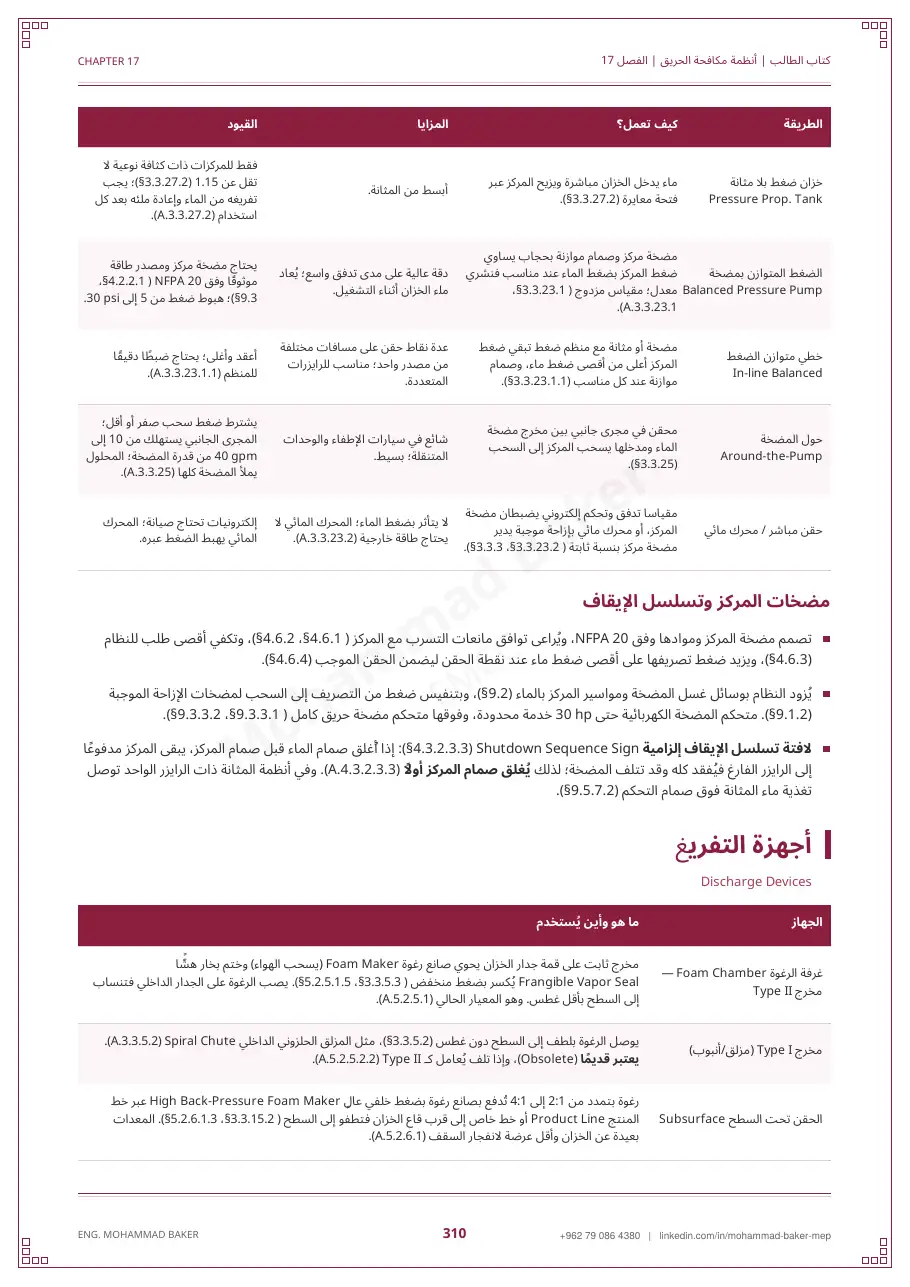 كتاب الطالب | أنظمة مكافحة الحريق | الفصل 17
CHAPTER 17
الطريقة
كيف تعمل؟
المزايا
القيود
خزان ضغط بلا مثانة
Pressure Prop. Tank
ماء يدخل الخزان مباشرة ويزيح المركز عبر
فتحة معايرة (3.3.27.2§).
أبسط من المثانة.
فقط للمركزات ذات كثافة نوعية لا
تقل عن 1.15 (3.3.27.2§)؛ يجب
تفريغه من الماء وإعادة ملئه بعد كل
استخدام (A.3.3.27.2).
الضغط المتوازن بمضخة
Balanced Pressure Pump
مضخة مركز وصمام موازنة بحجاب يساوي
ضغط المركز بضغط الماء عند مناسب فنشري
معدل؛ مقياس مزدوج ( 3.3.23.1§،
A.3.3.23.1).
دقة عالية على مدى تدفق واسع؛ يُعاد
ملء الخزان أثناء التشغيل.
يحتاج مضخة مركز ومصدر طاقة
موثوقًا وفق NFPA 20 ( 4.2.2.1§،
9.3§)؛ هبوط ضغط من 5 إلى 30 psi.
خطي متوازن الضغط
In-line Balanced
مضخة أو مثانة مع منظم ضغط تبقي ضغط
المركز أعلى من أقصى ضغط ماء، وصمام
موازنة عند كل مناسب (3.3.23.1.1§).
عدة نقاط حقن على مسافات مختلفة
من مصدر واحد؛ مناسب للرايزرات
المتعددة.
أعقد وأغلى؛ يحتاج ضبطًا دقيقًا
للمنظم (A.3.3.23.1.1).
حول المضخة
Around-the-Pump
محقن في مجرى جانبي بين مخرج مضخة
الماء ومدخلها يسحب المركز إلى السحب
(3.3.25§).
شائع في سيارات الإطفاء والوحدات
المتنقلة؛ بسيط.
يشترط ضغط سحب صفر أو أقل؛
المجرى الجانبي يستهلك من 10 إلى
40 gpm من قدرة المضخة؛ المحلول
يملأ المضخة كلها (A.3.3.25).
حقن مباشر / محرك مائي
مقياسا تدفق وتحكم إلكتروني يضبطان مضخة
المركز، أو محرك مائي بإزاحة موجبة يدير
مضخة مركز بنسبة ثابتة ( 3.3.23.2§، 3.3.3§).
لا يتأثر بضغط الماء؛ المحرك المائي لا
يحتاج طاقة خارجية (A.3.3.23.2).
إلكترونيات تحتاج صيانة؛ المحرك
المائي يهبط الضغط عبره.
مضخات المركز وتسلسل الإيقاف
▪ تصمم مضخة المركز وموادها وفق NFPA 20، ويُراعى توافق مانعات التسرب مع المركز ( 4.6.1§، 4.6.2§)، وتكفي أقصى طلب للنظام
(4.6.3§)، ويزيد ضغط تصريفها على أقصى ضغط ماء عند نقطة الحقن ليضمن الحقن الموجب (4.6.4§).
▪ يُزود النظام بوسائل غسل المضخة ومواسير المركز بالماء (9.2§)، وبتنفيس ضغط من التصريف إلى السحب لمضخات الإزاحة الموجبة
(9.1.2§). متحكم المضخة الكهربائية حتى 30 hp خدمة محدودة، وفوقها متحكم مضخة حريق كامل ( 9.3.3.1§، 9.3.3.2§).
▪ لافتة تسلسل الإيقاف إلزامية Shutdown Sequence Sign (4.3.2.3.3§): إذا أُغلق صمام الماء قبل صمام المركز، يبقى المركز مدفوعًا
إلى الرايزر الفارغ فيُفقد كله وقد تتلف المضخة؛ لذلك يُغلق صمام المركز أولًا (A.4.3.2.3.3). وفي أنظمة المثانة ذات الرايزر الواحد توصل
تغذية ماء المثانة فوق صمام التحكم (9.5.7.2§).
أجهزة التفريغ
Discharge Devices
الجهاز
ما هو وأين يُستخدم
غرفة الرغوة Foam Chamber —
مخرج Type II
مخرج ثابت على قمة جدار الخزان يحوي صانع رغوة Foam Maker (يسحب الهواء) وختم بخار هشًّا
Frangible Vapor Seal يُكسر بضغط منخفض ( 3.3.5.3§، 5.2.5.1.5§). يصب الرغوة على الجدار الداخلي فتنساب
إلى السطح بأقل غطس. وهو المعيار الحالي (A.5.2.5.1).
مخرج Type I (مزلق/أنبوب)
يوصل الرغوة بلطف إلى السطح دون غطس (3.3.5.2§)، مثل المزلق الحلزوني الداخلي Spiral Chute (A.3.3.5.2).
يعتبر قديمًا (Obsolete)، وإذا تلف يُعامل كـ Type II (A.5.2.5.2.2).
الحقن تحت السطح Subsurface
رغوة بتمدد من 2:1 إلى 4:1 تُدفع بصانع رغوة بضغط خلفي عالٍ High Back-Pressure Foam Maker عبر خط
المنتج Product Line أو خط خاص إلى قرب قاع الخزان فتطفو إلى السطح ( 3.3.15.2§، 5.2.6.1.3§). المعدات
بعيدة عن الخزان وأقل عرضة لانفجار السقف (A.5.2.6.1).
ENG. MOHAMMAD BAKER
310
+962 79 086 4380 | linkedin.com/in/mohammad-baker-mep